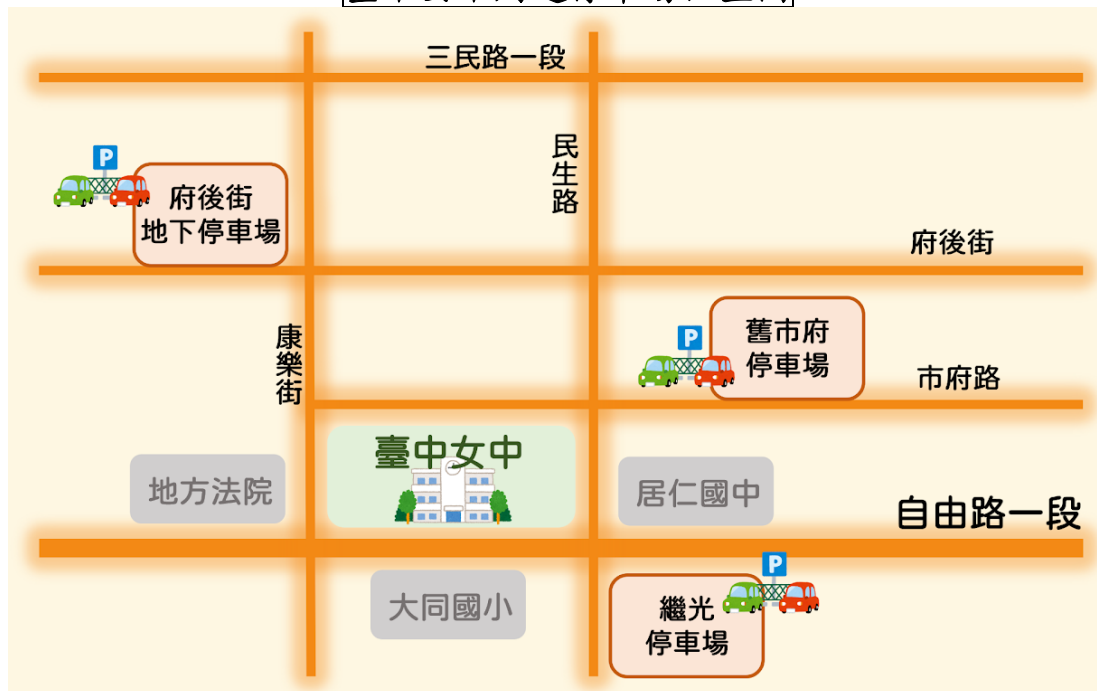 三民路一段
民生路
P
府後街
地下停車場
府後街
舊市府
停車場
P
市府路
康樂街
臺中女中
地方法院
居仁國中
自由路一段
P
大同國小
繼光
停車場